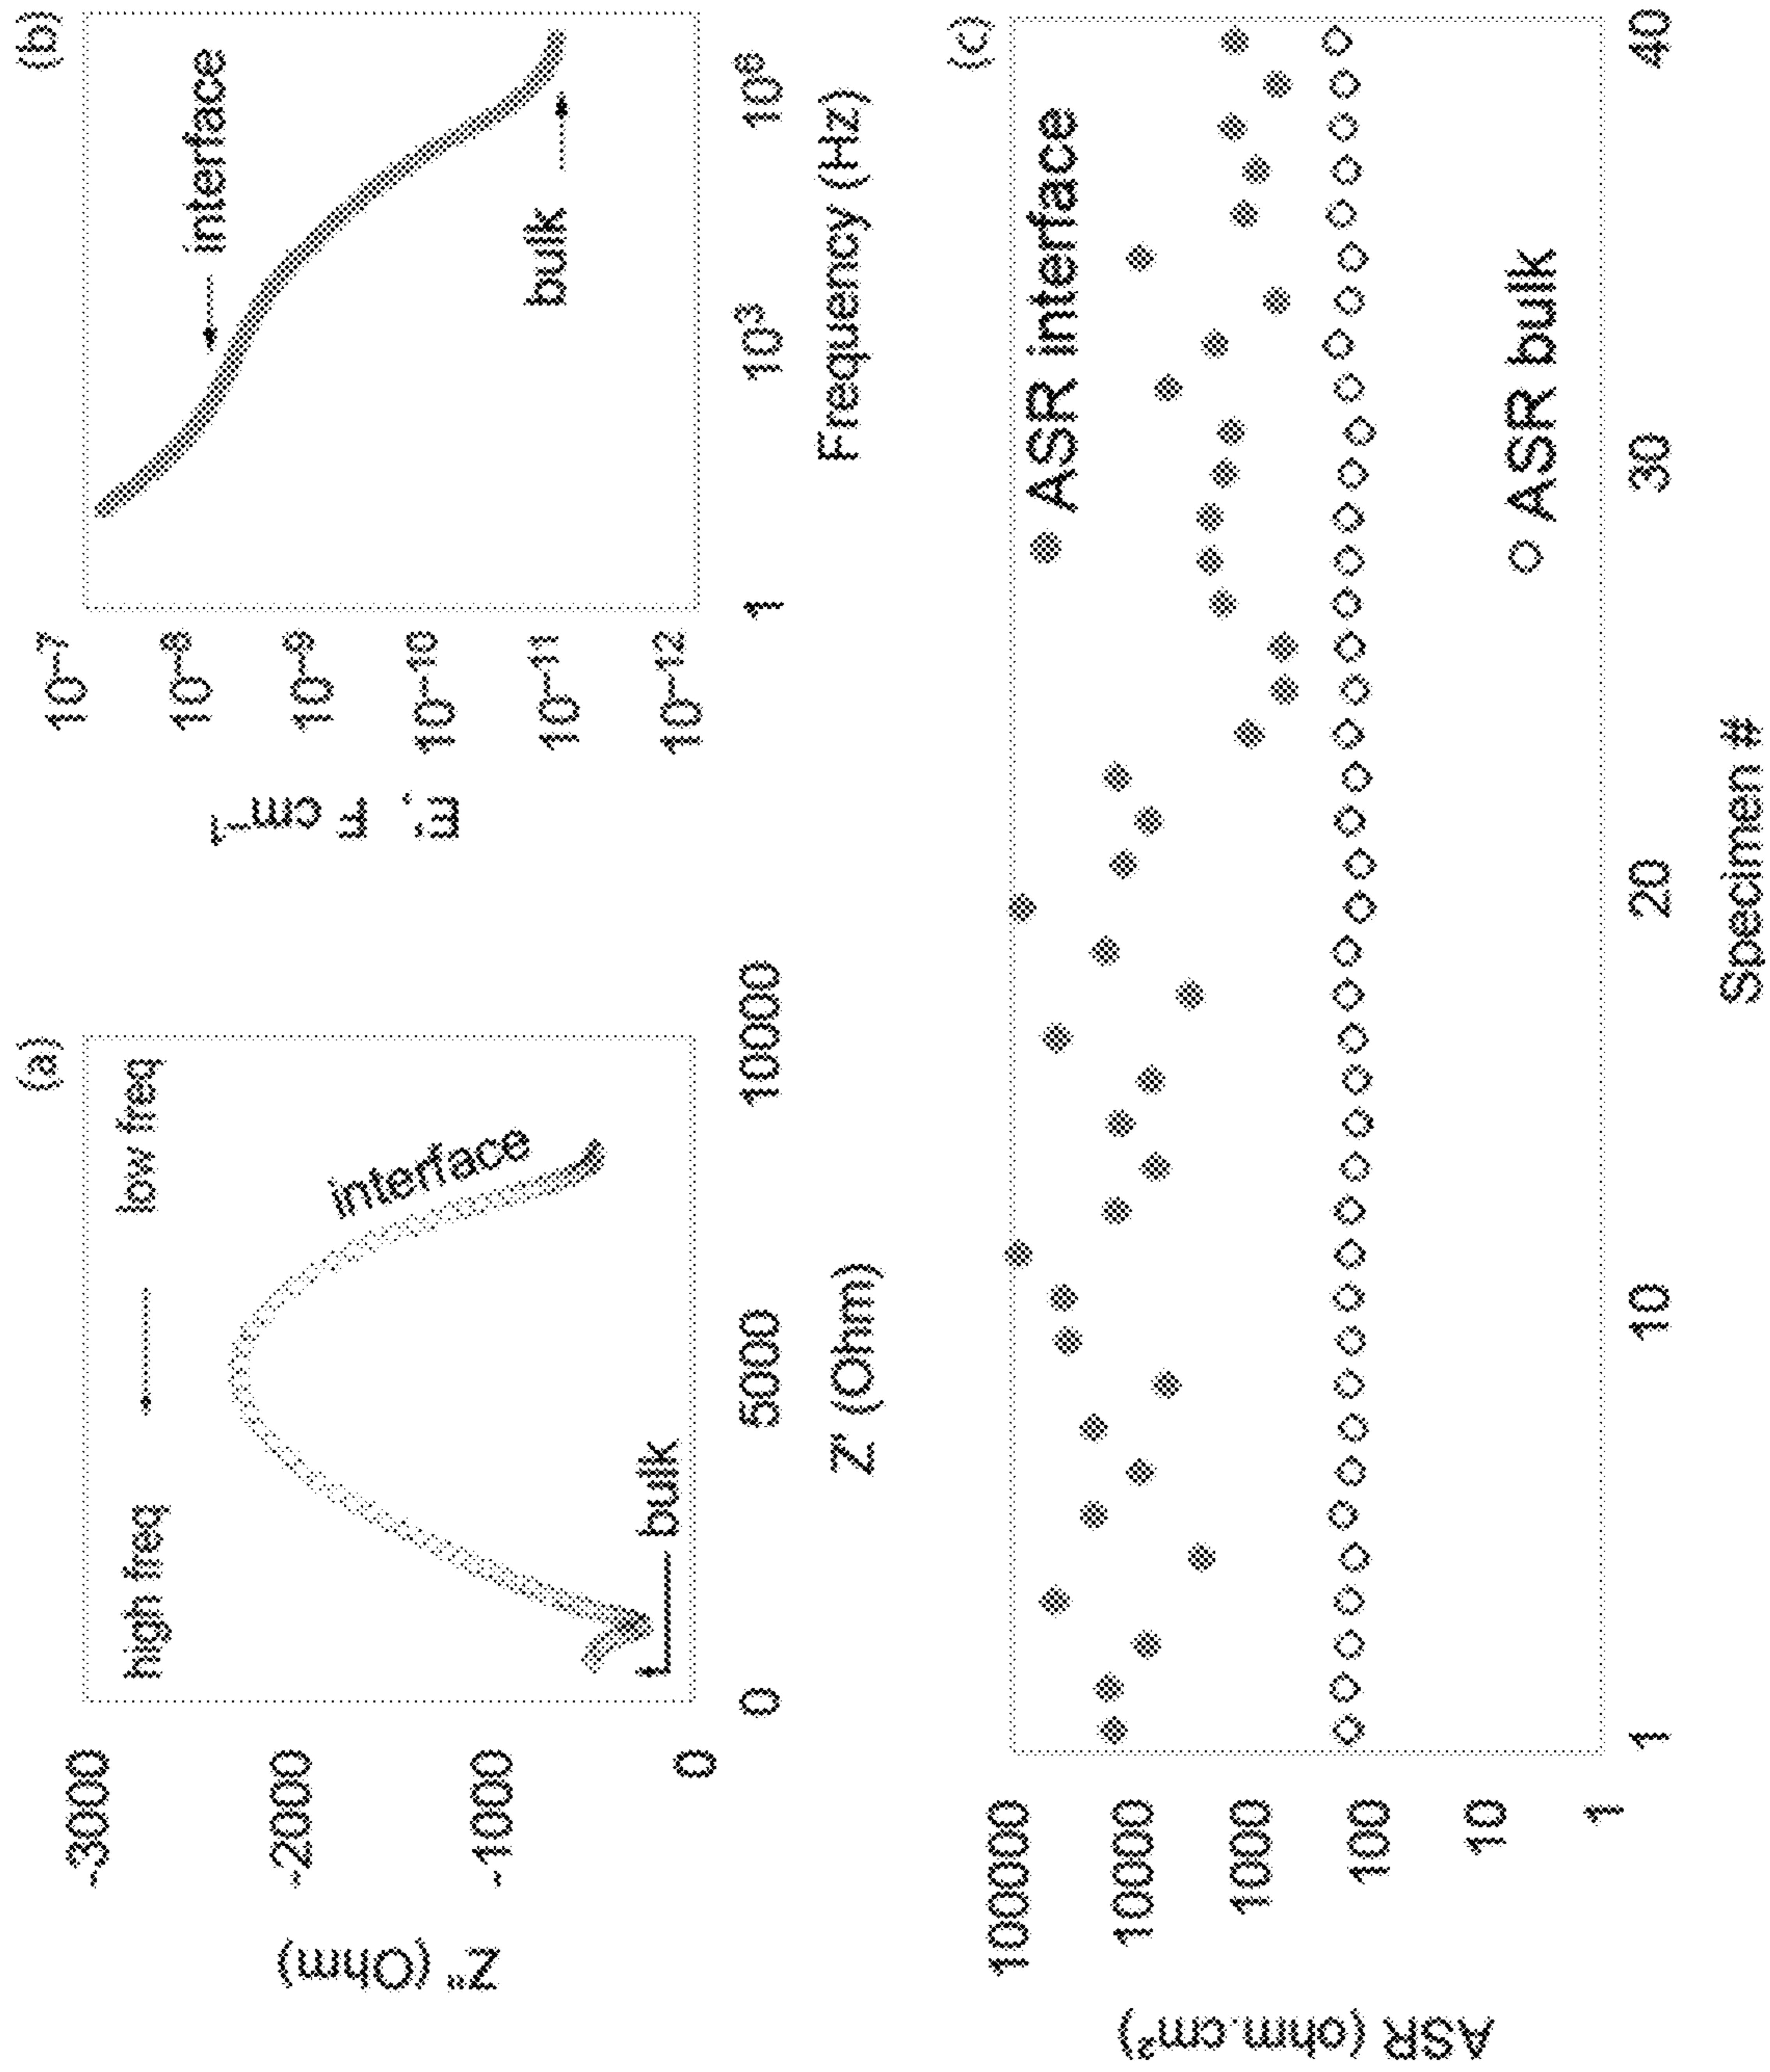 (a)
high freq
low freq
interface
bulk
-3000
-2000
-1000
0
Z" (Ohm)
0
5000
10000
Z' (Ohm)
(b)
interface
bulk
10⁻⁷
10⁻⁸
10⁻⁹
10⁻¹⁰
10⁻¹¹
10⁻¹²
E', F cm⁻¹
1
10³
10⁶
Frequency (Hz)
(c)
ASR interface
ASR bulk
100000
10000
1000
100
10
1
ASR (ohm.cm²)
1
10
20
30
40
Specimen #